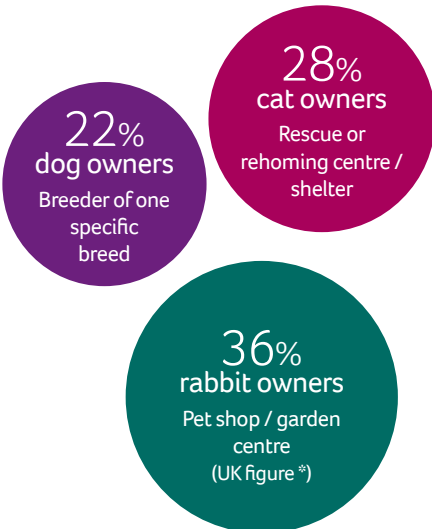 28%
cat owners
Rescue or
rehoming centre /
shelter
22%
dog owners
Breeder of one
specific
breed
36%
rabbit owners
Pet shop / garden
centre
(UK figure *)